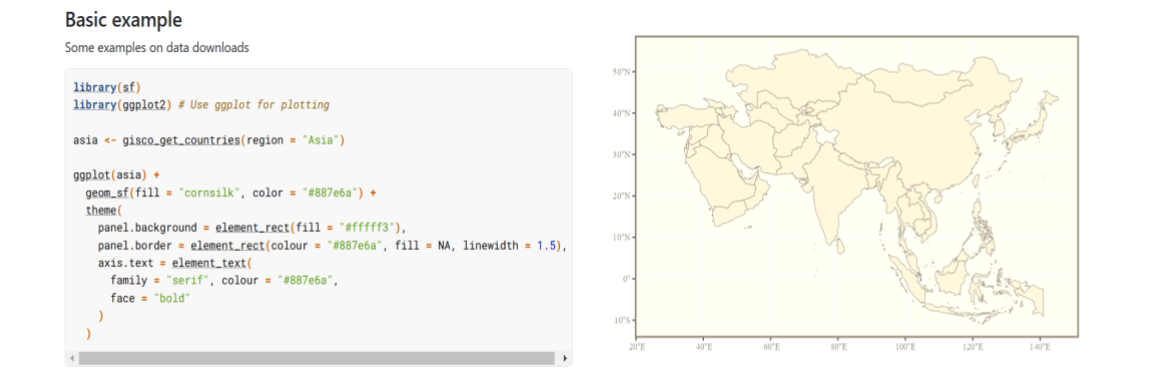 Basic example
Some examples on data downloads
library(sf)
library(ggplot2) # Use ggplot for plotting
asia <- gisco_get_countries(region = "Asia")
ggplot(asia) +
geom_sf(fill = "cornsilk", color = "#887e6a") +
theme(
panel.background = element_rect(fill = "#fffff3"),
panel.border = element_rect(colour = "#887e6a", fill = NA, linewidth = 1.5),
axis.text = element_text(
family = "serif", colour = "#887e6a",
face = "bold"
)
)
50°N
40°N
30°N
20°N
10°N
0°
10°S
20°E 40°E 60°E 80°E 100°E 120°E 140°E